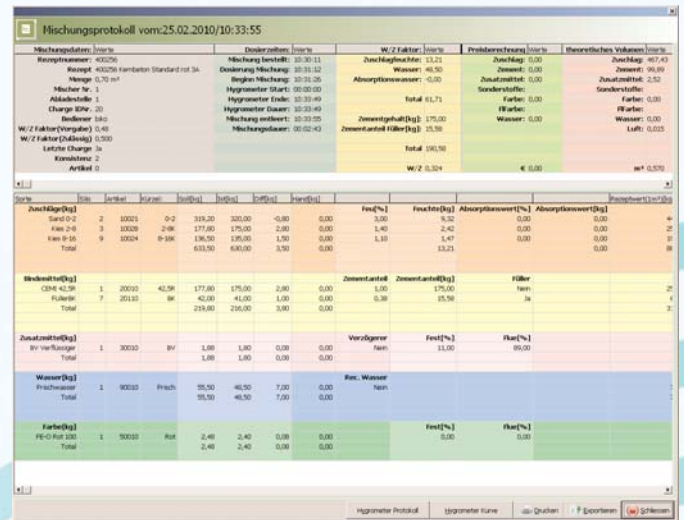 Mischungsprotokoll vom:25.02.2010/10:33:55
Mischungsdaten: Werte Dosierzeiten: Werte W/Z Faktor: Werte Preisberechnung Werte theoretisches Volumen Werte
Rezeptnummer: 400256 Mischung bestellt: 10:30:11 Zuschlagfeuchte: 13,21 Zuschlag: 0,00 Zuschlag: 467,43
Rezept 400256 Kernbeton Standard rot 3A Dosierung Mischung: 10:31:12 Wasser: 48,50 Zement: 0,00 Zement: 99,89
Menge 0,70 m³ Beginn Mischung: 10:31:26 Absorptionswasser: -0,00 Zusatzmittel: 0,00 Zusatzmittel: 2,52
Mischer Nr. 1 Hygrometer Start: 00:00:00 Sonderstoffe: Sonderstoffe:
Abladestelle 1 Hygrometer Ende: 10:33:49 Total 61,71 Farbe: 0,00 Farbe: 0,00
Charge IDNr. 20 Hygrometer Dauer: 10:33:49 FlFarbe: FlFarbe:
Bediener biko Mischung entleert: 10:33:55 Zementgehalt[kg]: 175,00 Wasser: 0,00 Wasser: 0,00
W/Z Faktor(Vorgabe) 0,48 Mischungsdauer: 00:02:43 Zementanteil Füller[kg]: 15,58 Luft: 0,015
W/Z Faktor(Zulässig) 0,500
Letzte Charge Ja Total 190,58
Konsistenz 2
Artikel 0 W/Z 0,324 € 0,00 m³ 0,570
Sorte Silo Artikel Kürzel Soll[kg] Ist[kg] Diff[kg] Hand[kg] Rezeptwert(1m³)[kg
Zuschläge[kg] Feu[%] Feuchte[kg] Absorptionswert[%] Absorptionswert[kg]
Sand 0-2 2 10021 0-2 319,20 320,00 -0,80 0,00 3,00 9,32 0,00 0,00
Kies 2-8 3 10028 2-8K 177,80 175,00 2,80 0,00 1,40 2,42 0,00 0,00
Kies 8-16 9 10024 8-16K 136,50 135,00 1,50 0,00 1,10 1,47 0,00 0,00
Total 633,50 630,00 3,50 0,00 13,21 0,00
Bindemittel[kg] Zementanteil Zementanteil[kg] Füller
CEMI 42,5R 1 20010 42,5R 177,80 175,00 2,80 0,00 1,00 175,00 Nein
FüllerBK 7 20110 BK 42,00 41,00 1,00 0,00 0,38 15,58 Ja
Total 219,80 216,00 3,80 0,00
Zusatzmittel[kg] Verzögerer Fest[%] Flue[%]
BV Verflüssiger 1 30010 BV 1,80 1,80 0,00 0,00 Nein 11,00 89,00
Total 1,80 1,80 0,00 0,00
Wasser[kg] Rec. Wasser
Frischwasser 1 90010 Frisch 55,50 48,50 7,00 0,00 Nein
Total 55,50 48,50 7,00 0,00
Farbe[kg] Fest[%] Flue[%]
FE-O Rot 100 1 50010 Rot 2,48 2,40 0,08 0,00 0,00 0,00
Total 2,48 2,40 0,08 0,00
Hygrometer Protokoll Hygrometer Kurve Drucken Exportieren Schliessen